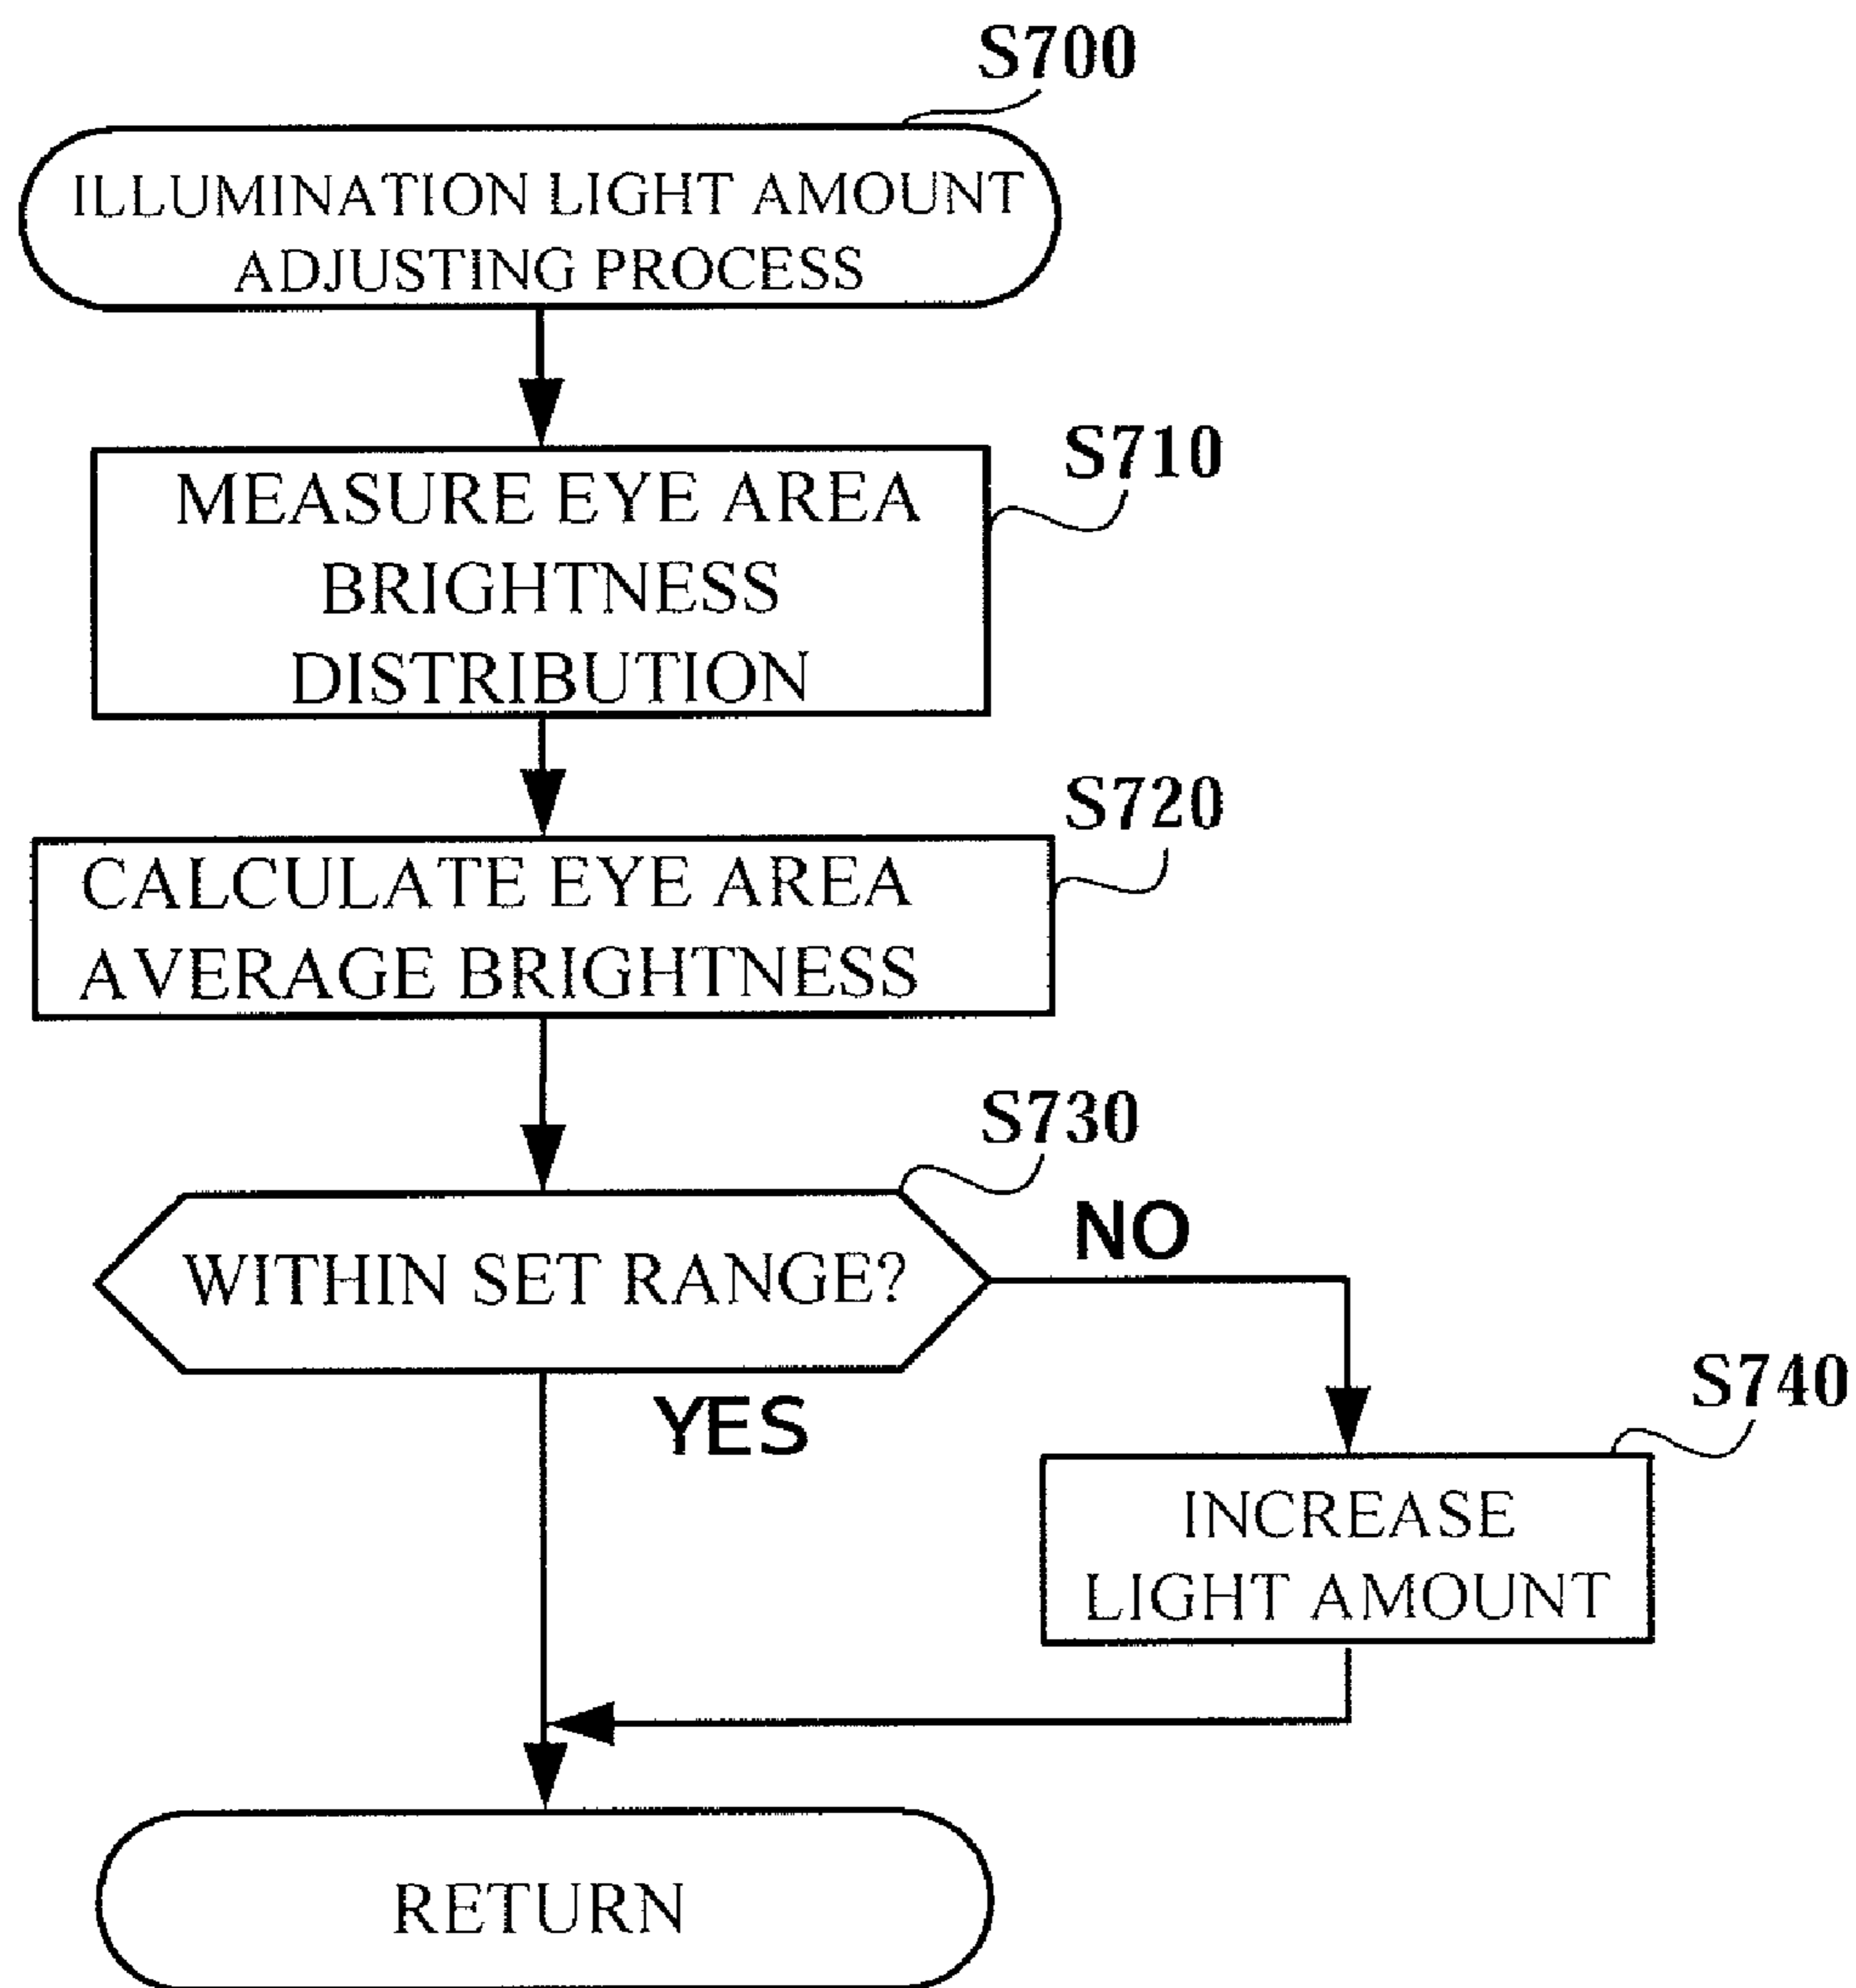 S700
ILLUMINATION LIGHT AMOUNT
ADJUSTING PROCESS
S710
MEASURE EYE AREA
BRIGHTNESS
DISTRIBUTION
S720
CALCULATE EYE AREA
AVERAGE BRIGHTNESS
S730
NO
WITHIN SET RANGE?
YES
S740
INCREASE
LIGHT AMOUNT
RETURN